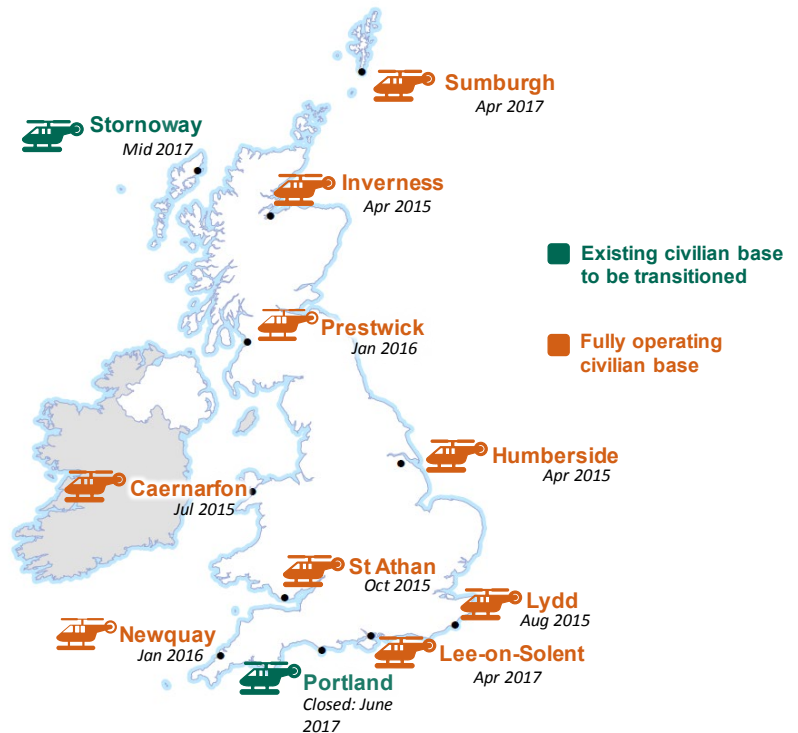 Sumburgh
Apr 2017
Stornoway
Mid 2017
Inverness
Apr 2015
Existing civilian base
to be transitioned
Prestwick
Jan 2016
Fully operating
civilian base
Humberside
Apr 2015
Caernarfon
Jul 2015
St Athan
Oct 2015
Lydd
Aug 2015
Newquay
Jan 2016
Lee-on-Solent
Apr 2017
Portland
Closed: June
2017